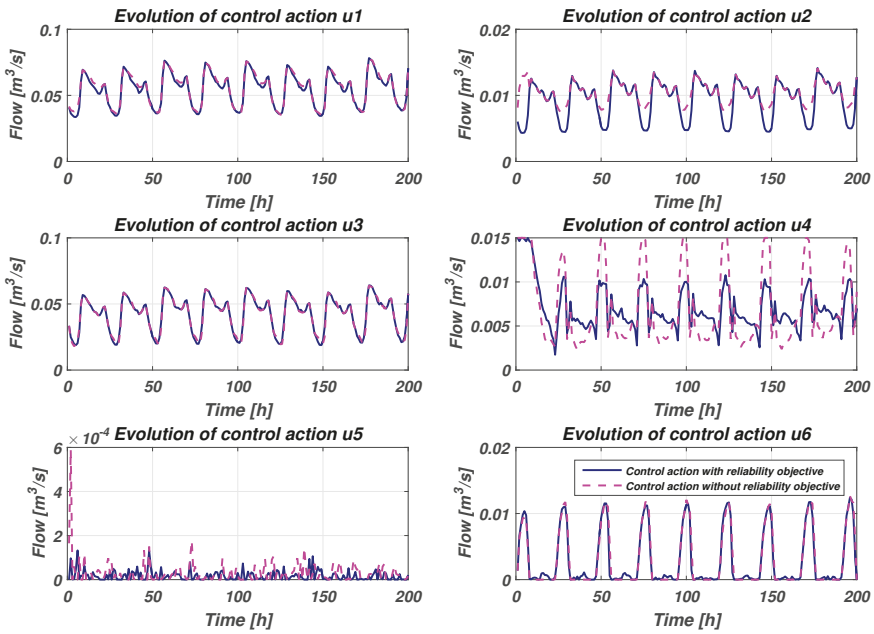 Evolution of control action u1
Flow [m³/s]
0.1
0.05
0
0 50 100 150 200
Time [h]
Evolution of control action u2
Flow [m³/s]
0.02
0.01
0
0 50 100 150 200
Time [h]
Evolution of control action u3
Flow [m³/s]
0.1
0.05
0
0 50 100 150 200
Time [h]
Evolution of control action u4
Flow [m³/s]
0.015
0.01
0.005
0
0 50 100 150 200
Time [h]
Evolution of control action u5
× 10⁻⁴
Flow [m³/s]
6
4
2
0
0 50 100 150 200
Time [h]
Evolution of control action u6
Flow [m³/s]
0.02
0.01
0
Control action with reliability objective
Control action without reliability objective
0 50 100 150 200
Time [h]